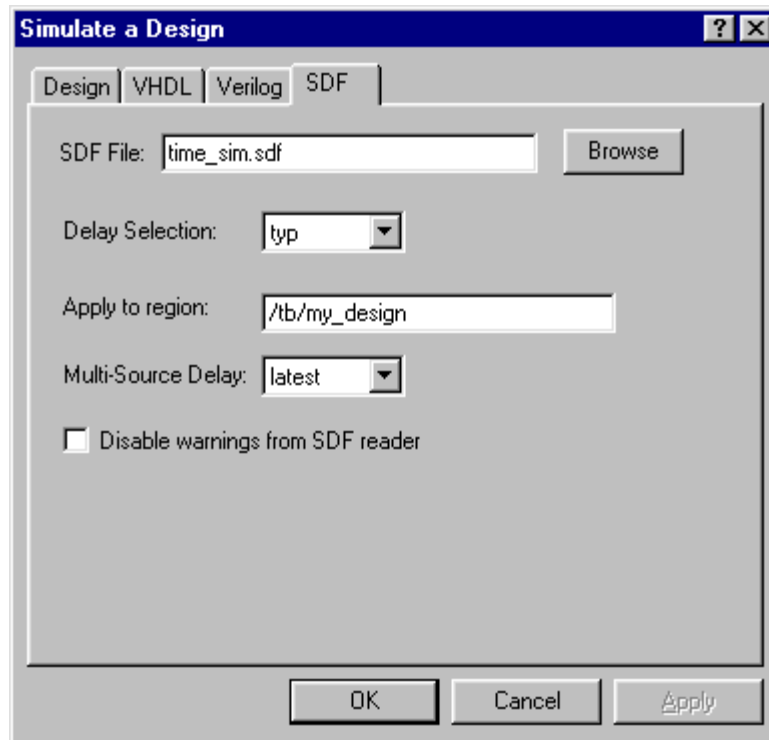 Simulate a Design
Design VHDL Verilog SDF
SDF File: time_sim.sdf Browse
Delay Selection: typ
Apply to region: /tb/my_design
Multi-Source Delay: latest
Disable warnings from SDF reader
OK Cancel Apply